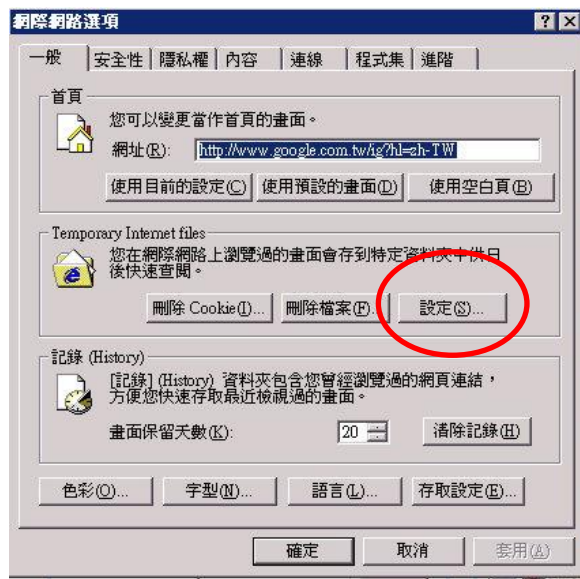 網際網路選項
一般 安全性 隱私權 內容 連線 程式集 進階
首頁
您可以變更當作首頁的畫面。
網址(R): http://www.google.com.tw/ig?hl=zh-TW
使用目前的設定(C) 使用預設的畫面(D) 使用空白頁(B)
Temporary Internet files
您在網際網路上瀏覽過的畫面會存到特定資料夾中供日
後快速查閱。
刪除 Cookie(I)... 刪除檔案(F)... 設定(S)...
記錄 (History)
[記錄] (History) 資料夾包含您曾經瀏覽過的網頁連結，
方便您快速存取最近檢視過的畫面。
畫面保留天數(K): 20 清除記錄(H)
色彩(O)... 字型(N)... 語言(L)... 存取設定(E)...
確定 取消 套用(A)